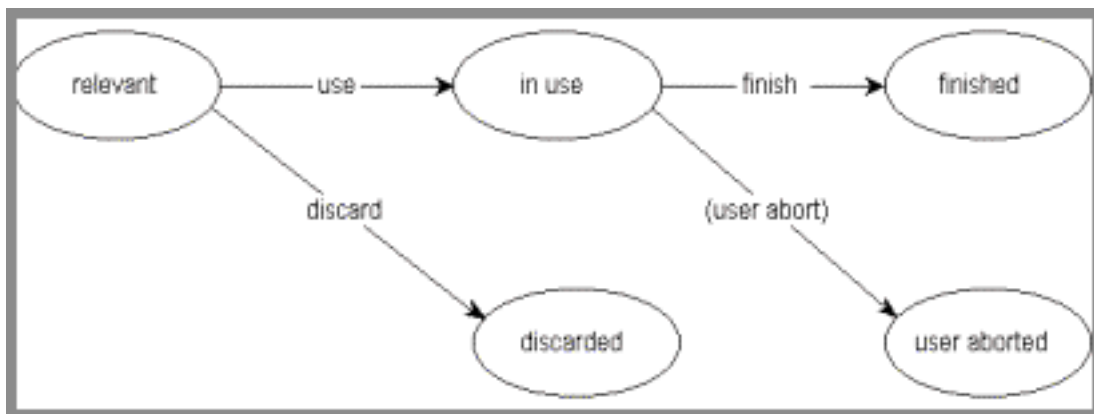 relevant
use
in use
finish
finished
discard
(user abort)
discarded
user aborted